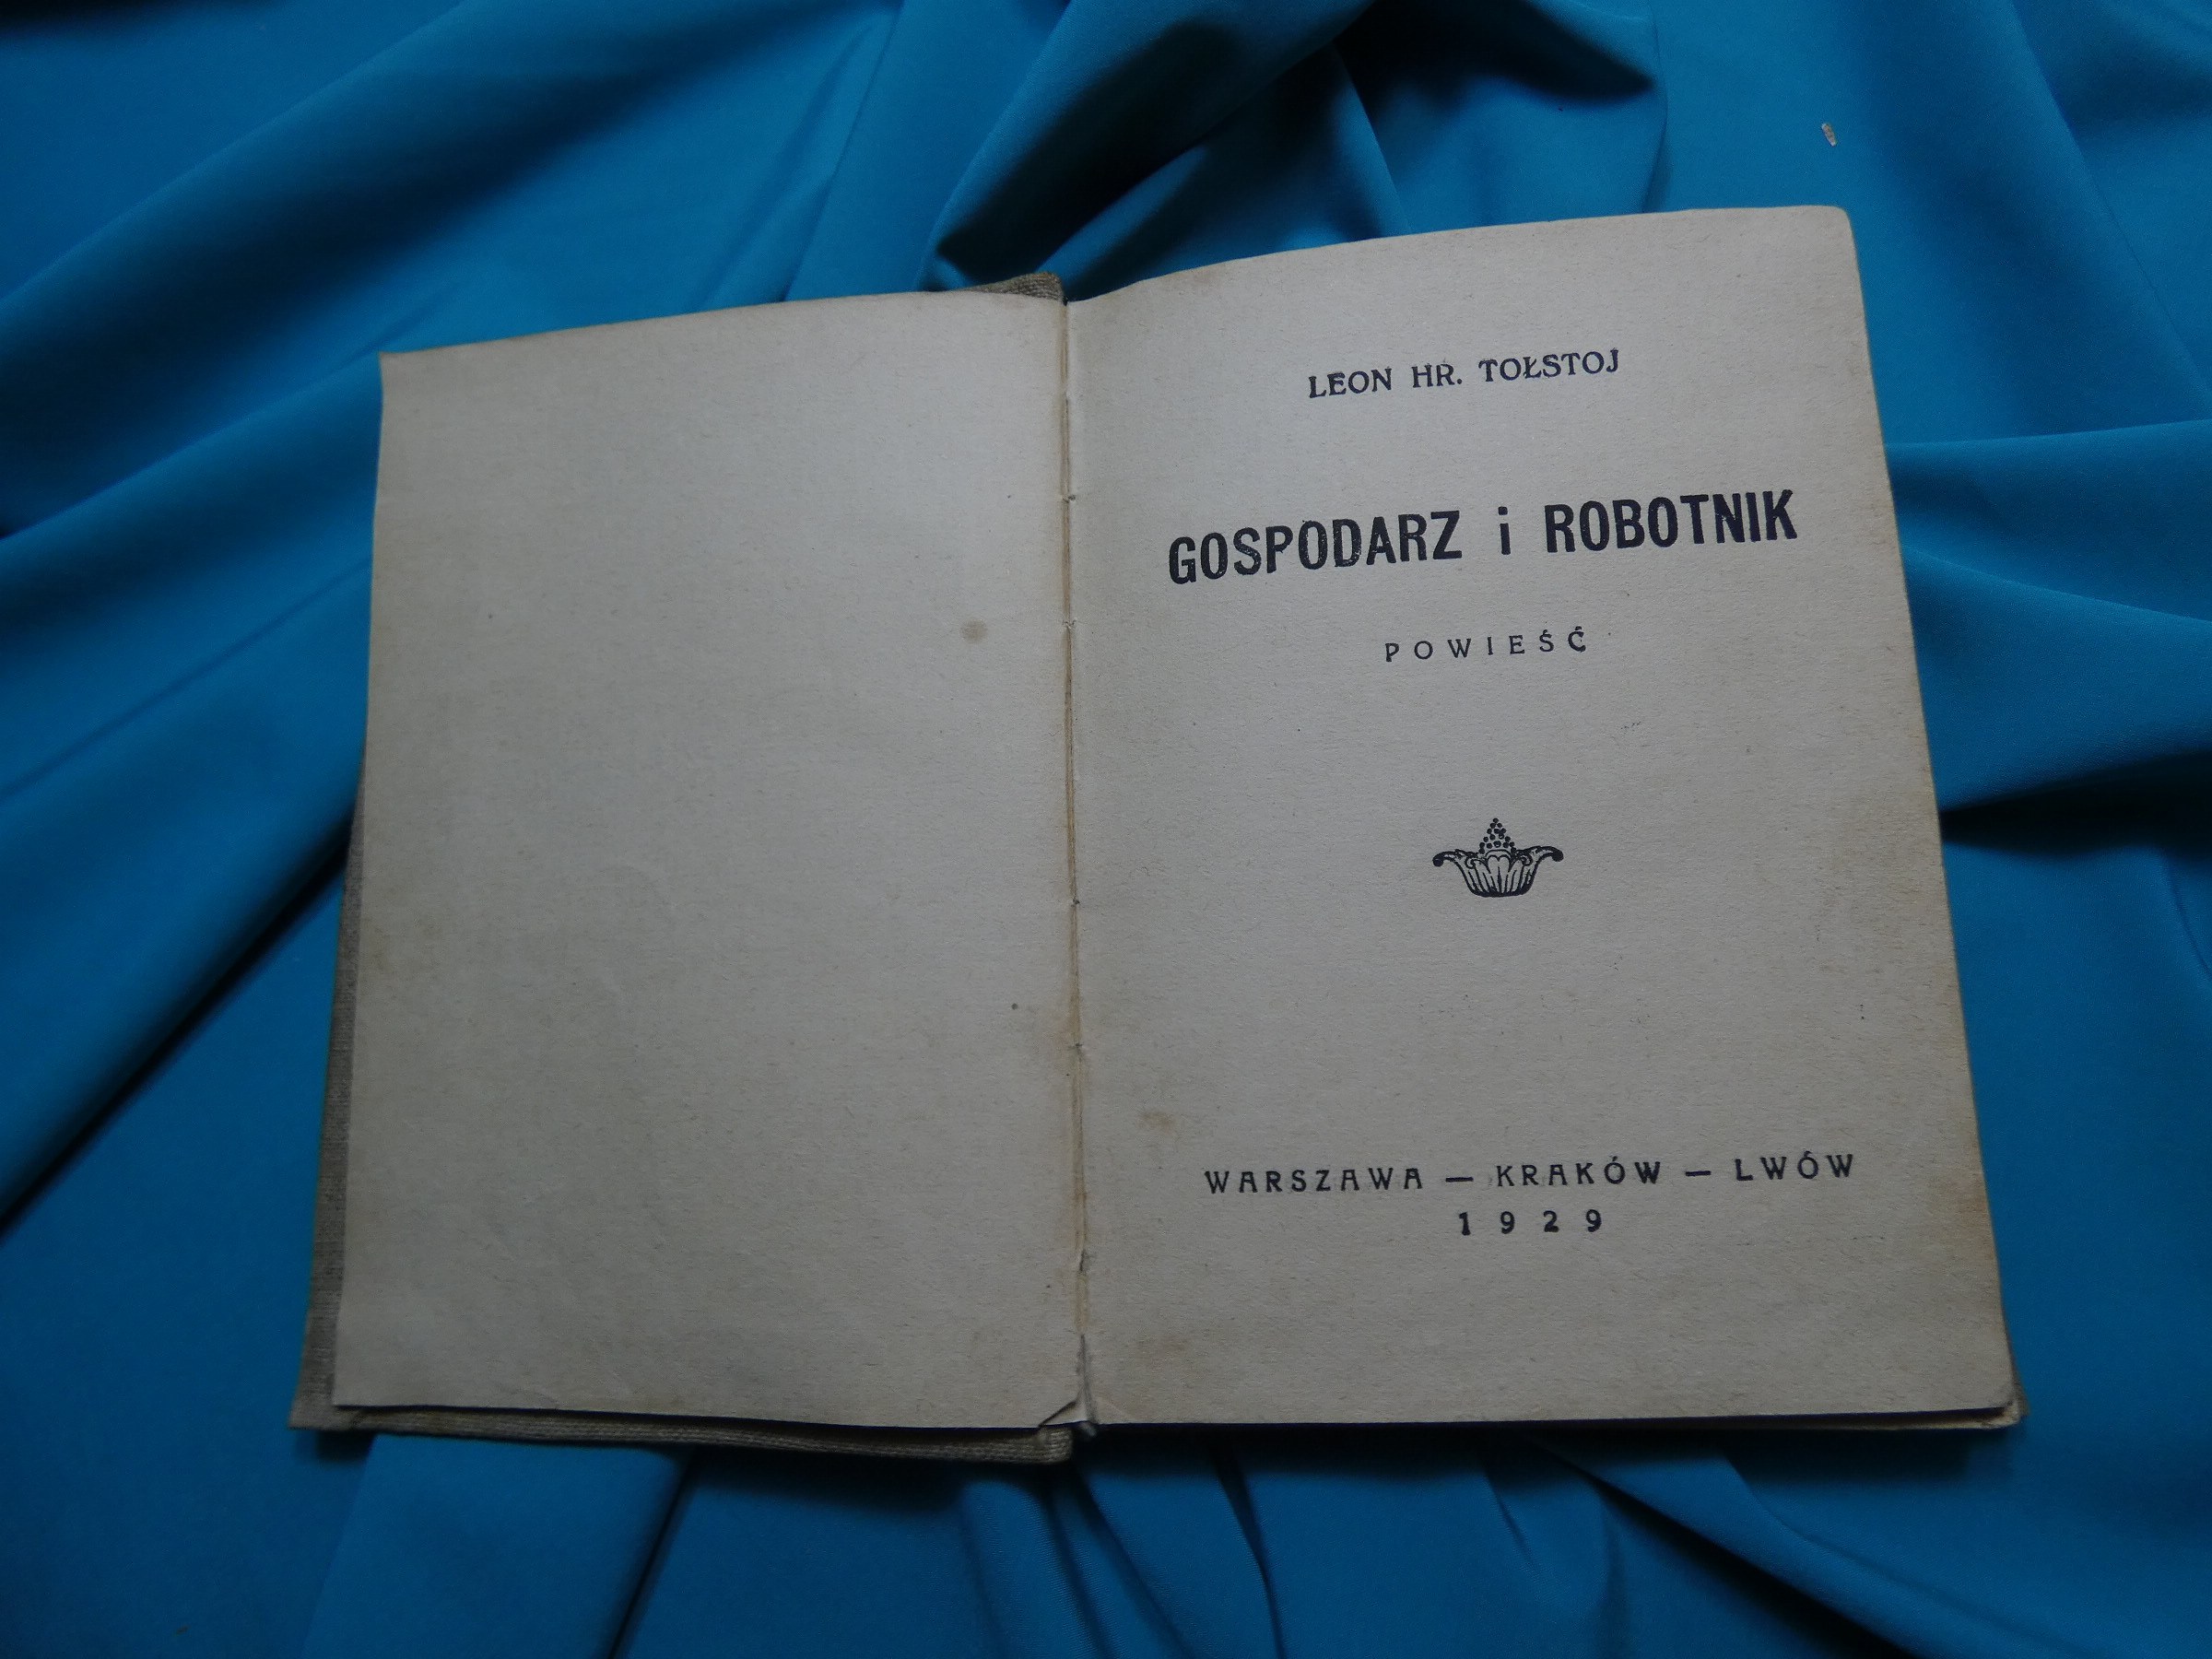 LEON HR. TOŁSTOJ
GOSPODARZ i ROBOTNIK
POWIEŚĆ
WARSZAWA — KRAKÓW — LWÓW
1929